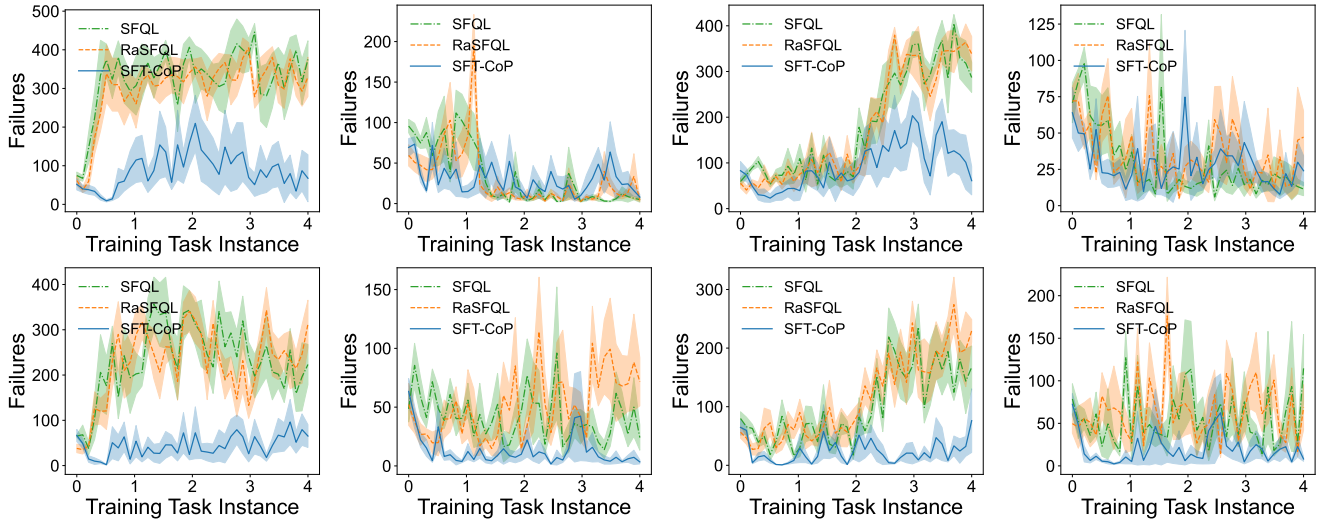 500
400
300
200
100
0
Failures
SFQL
RaSFQL
SFT-CoP
0 1 2 3 4
Training Task Instance
200
150
100
50
0
Failures
SFQL
RaSFQL
SFT-CoP
0 1 2 3 4
Training Task Instance
400
300
200
100
0
Failures
SFQL
RaSFQL
SFT-CoP
0 1 2 3 4
Training Task Instance
125
100
75
50
25
0
Failures
SFQL
RaSFQL
SFT-CoP
0 1 2 3 4
Training Task Instance
400
300
200
100
0
Failures
SFQL
RaSFQL
SFT-CoP
0 1 2 3 4
Training Task Instance
150
100
50
0
Failures
SFQL
RaSFQL
SFT-CoP
0 1 2 3 4
Training Task Instance
300
200
100
0
Failures
SFQL
RaSFQL
SFT-CoP
0 1 2 3 4
Training Task Instance
200
150
100
50
0
Failures
SFQL
RaSFQL
SFT-CoP
0 1 2 3 4
Training Task Instance